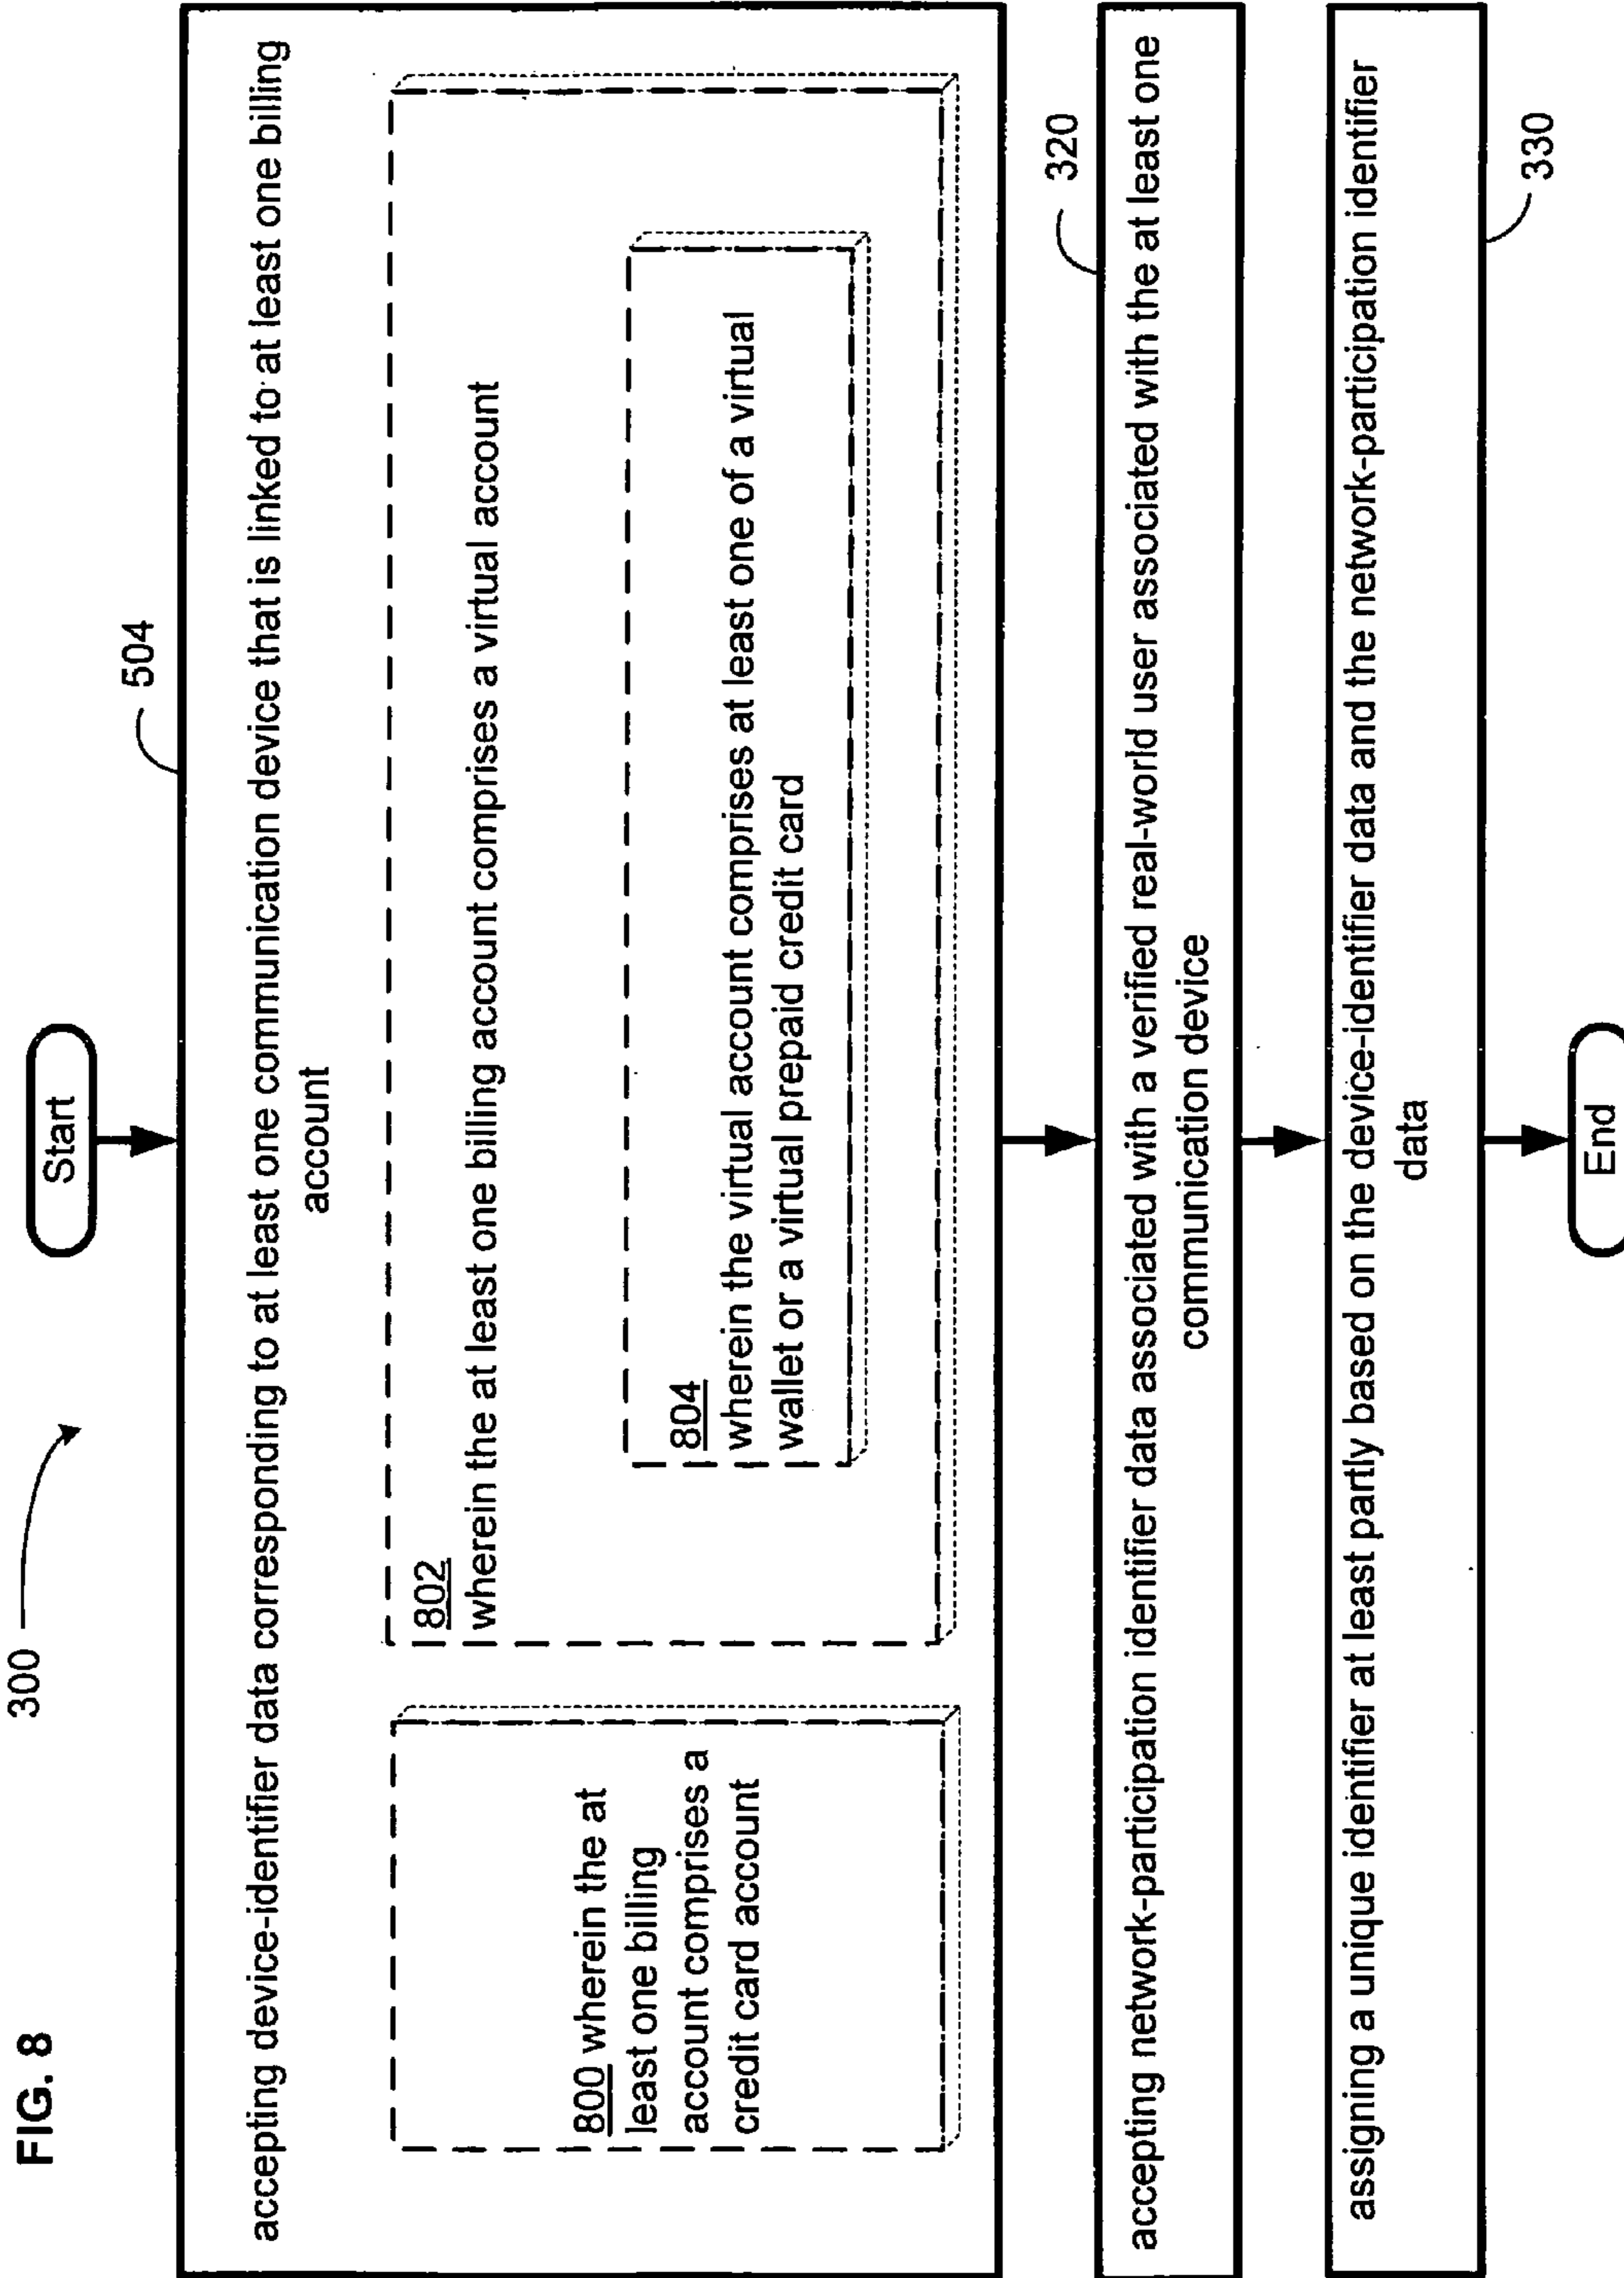 FIG. 8
300
Start
504
accepting device-identifier data corresponding to at least one communication device that is linked to at least one billing
account
800 wherein the at
least one billing
account comprises a
credit card account
802
wherein the at least one billing account comprises a virtual account
804
wherein the virtual account comprises at least one of a virtual
wallet or a virtual prepaid credit card
320
accepting network-participation identifier data associated with a verified real-world user associated with the at least one
communication device
assigning a unique identifier at least partly based on the device-identifier data and the network-participation identifier
data
330
End